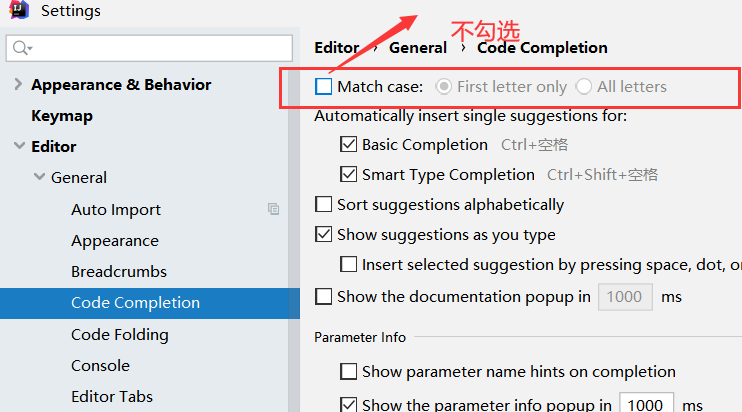 Settings
不勾选
Editor › General › Code Completion
Match case: First letter only All letters
Automatically insert single suggestions for:
Basic Completion Ctrl+空格
Smart Type Completion Ctrl+Shift+空格
Sort suggestions alphabetically
Show suggestions as you type
Insert selected suggestion by pressing space, dot, o
Show the documentation popup in 1000 ms
Parameter Info
Show parameter name hints on completion
Show the parameter info popup in 1000 ms
Appearance & Behavior
Keymap
Editor
General
Auto Import
Appearance
Breadcrumbs
Code Completion
Code Folding
Console
Editor Tabs